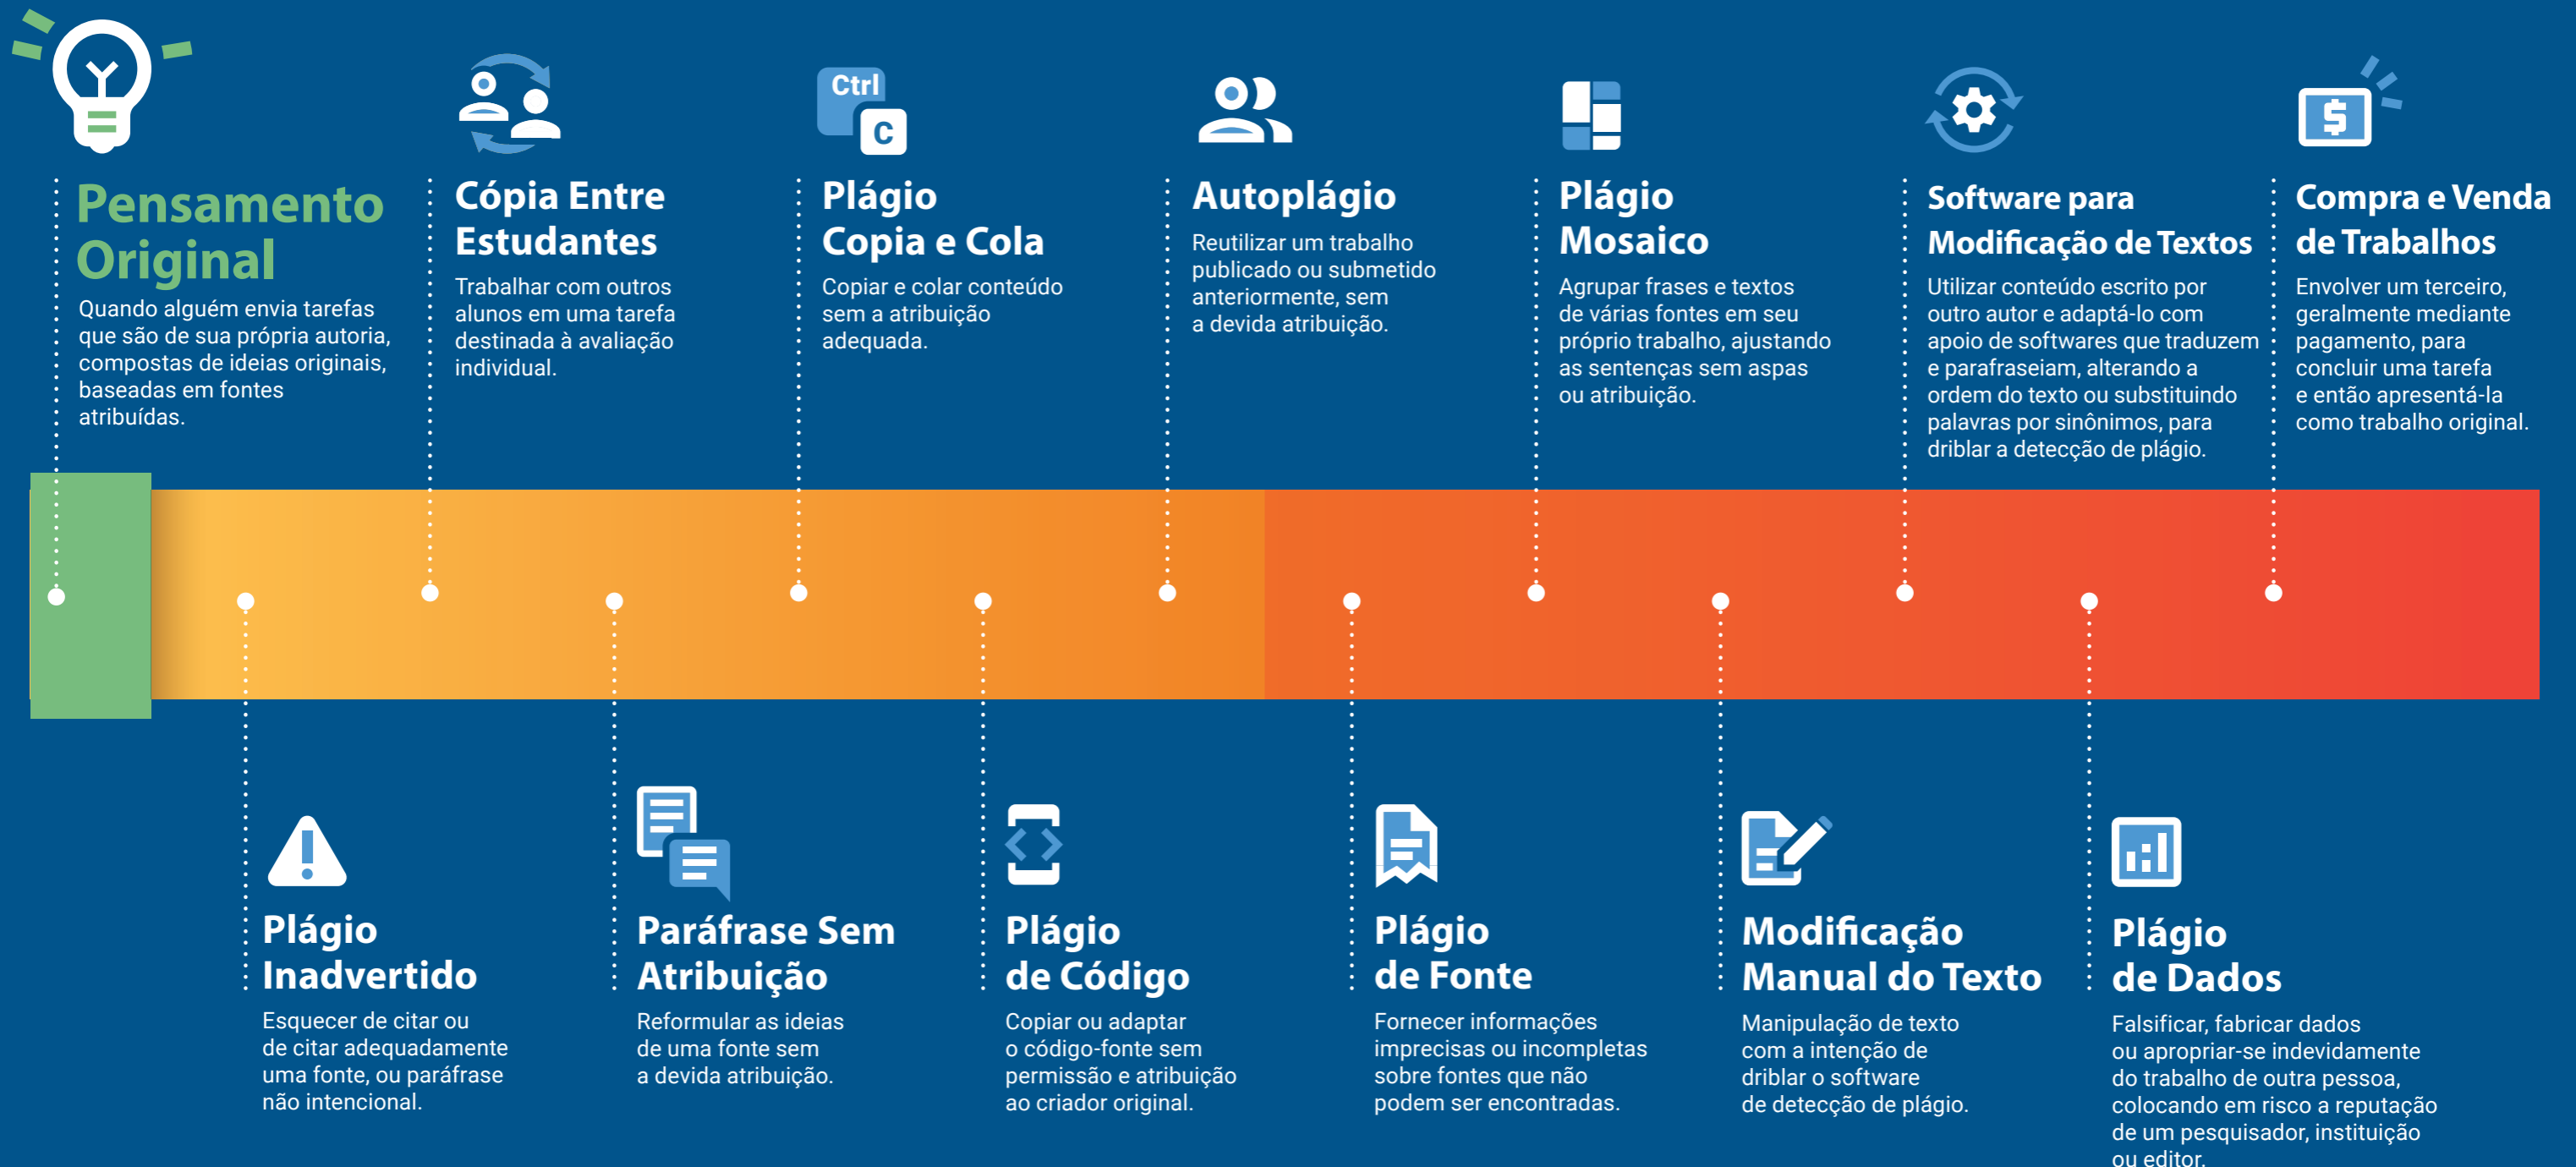 Pensamento
Original
Quando alguém envia tarefas
que são de sua própria autoria,
compostas de ideias originais,
baseadas em fontes
atribuídas.
Cópia Entre
Estudantes
Trabalhar com outros
alunos em uma tarefa
destinada à avaliação
individual.
Ctrl
C
Plágio
Copia e Cola
Copiar e colar conteúdo
sem a atribuição
adequada.
Autoplágio
Reutilizar um trabalho
publicado ou submetido
anteriormente, sem
a devida atribuição.
Plágio
Mosaico
Agrupar frases e textos
de várias fontes em seu
próprio trabalho, ajustando
as sentenças sem aspas
ou atribuição.
Software para
Modificação de Textos
Utilizar conteúdo escrito por
outro autor e adaptá-lo com
apoio de softwares que traduzem
e parafraseiam, alterando a
ordem do texto ou substituindo
palavras por sinônimos, para
driblar a detecção de plágio.
$
Compra e Venda
de Trabalhos
Envolver um terceiro,
geralmente mediante
pagamento, para
concluir uma tarefa
e então apresentá-la
como trabalho original.
Plágio
Inadvertido
Esquecer de citar ou
de citar adequadamente
uma fonte, ou paráfrase
não intencional.
Paráfrase Sem
Atribuição
Reformular as ideias
de uma fonte sem
a devida atribuição.
Plágio
de Código
Copiar ou adaptar
o código-fonte sem
permissão e atribuição
ao criador original.
Plágio
de Fonte
Fornecer informações
imprecisas ou incompletas
sobre fontes que não
podem ser encontradas.
Modificação
Manual do Texto
Manipulação de texto
com a intenção de
driblar o software
de detecção de plágio.
Plágio
de Dados
Falsificar, fabricar dados
ou apropriar-se indevidamente
do trabalho de outra pessoa,
colocando em risco a reputação
de um pesquisador, instituição
ou editor.